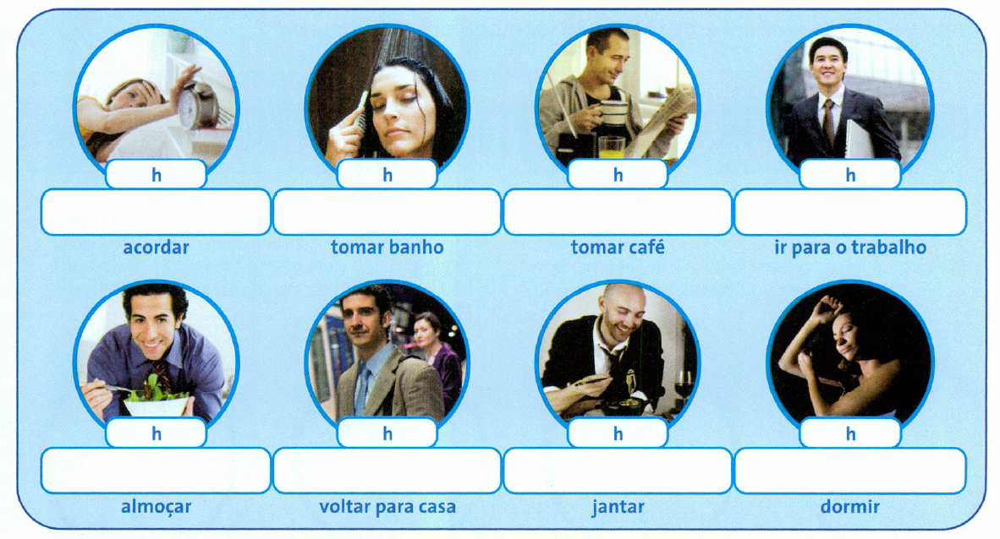 h h h h
acordar tomar banho tomar café ir para o trabalho
h h h h
almoçar voltar para casa jantar dormir